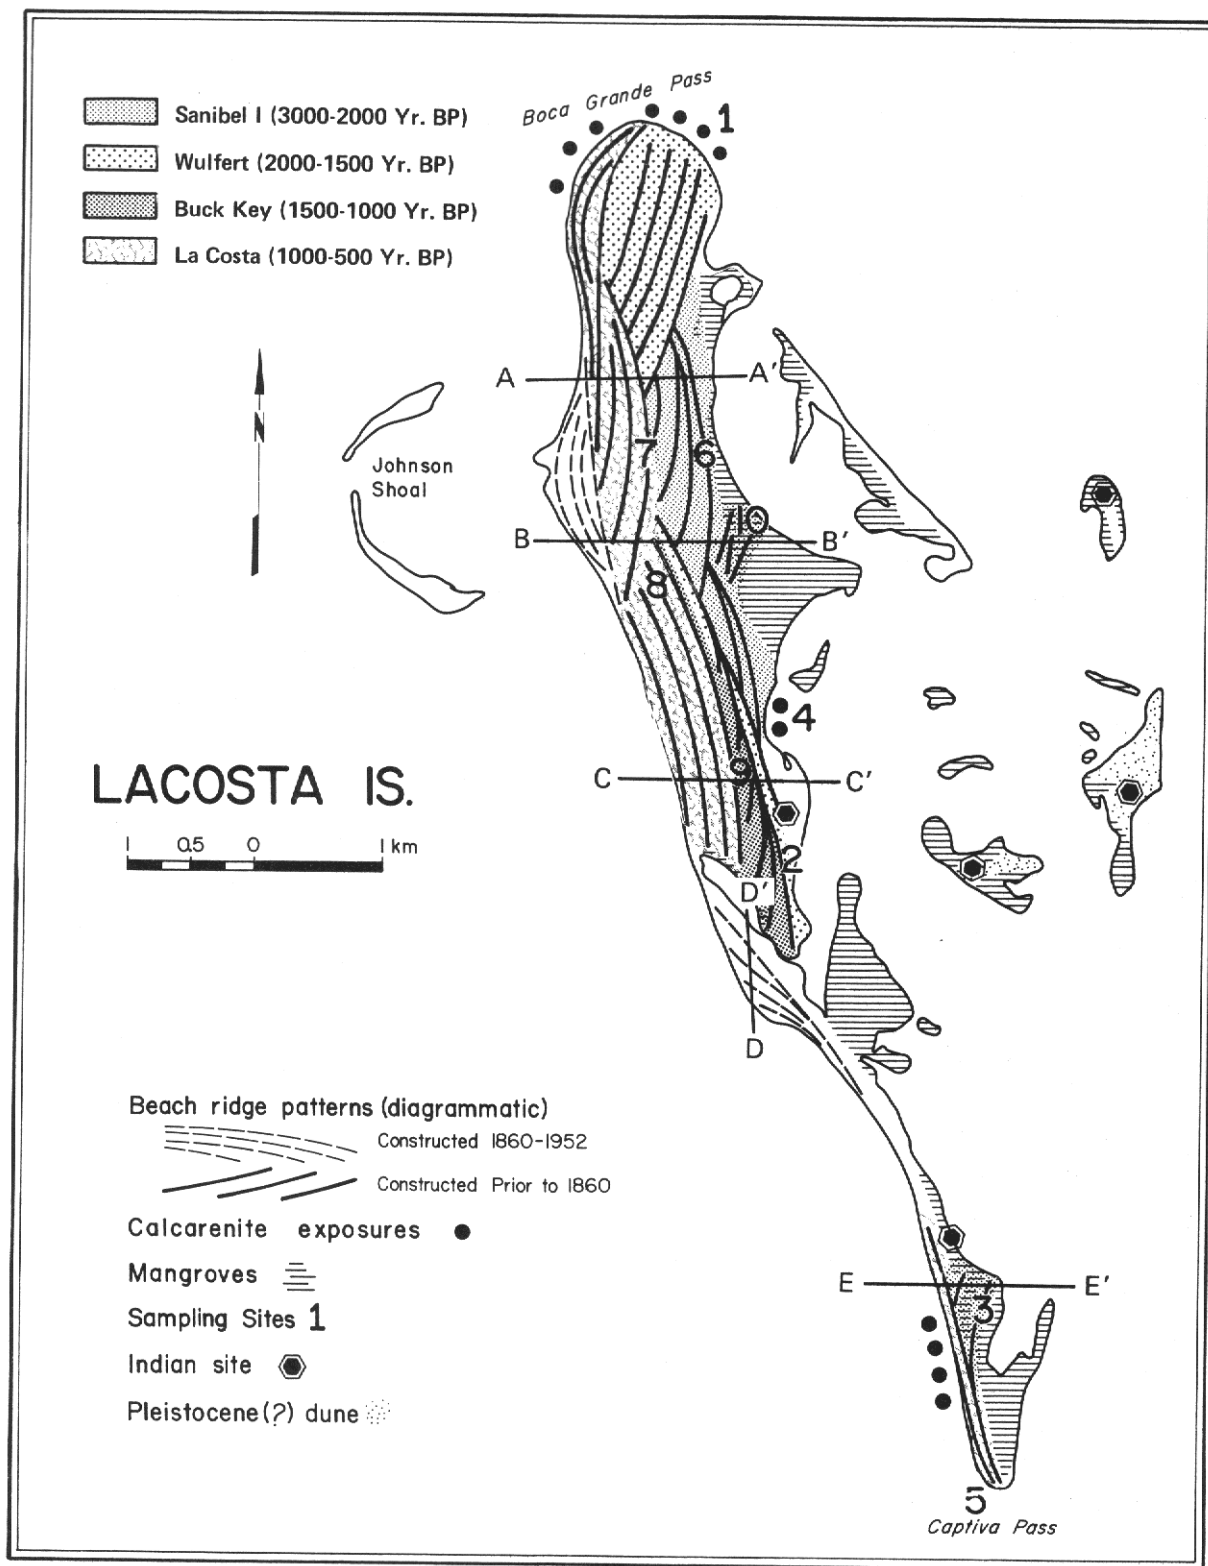 Boca Grande Pass
1
Sanibel I (3000-2000 Yr. BP)
Wulfert (2000-1500 Yr. BP)
Buck Key (1500-1000 Yr. BP)
La Costa (1000-500 Yr. BP)
N
A
A'
7
6
Johnson
Shoal
10
B
B'
8
4
9
C
C'
LACOSTA IS.
1 0.5 0 1 km
2
D'
D
Beach ridge patterns (diagrammatic)
Constructed 1860-1952
Constructed Prior to 1860
Calcarenite exposures
Mangroves
Sampling Sites 1
Indian site
Pleistocene(?) dune
E
E'
3
5
Captiva Pass